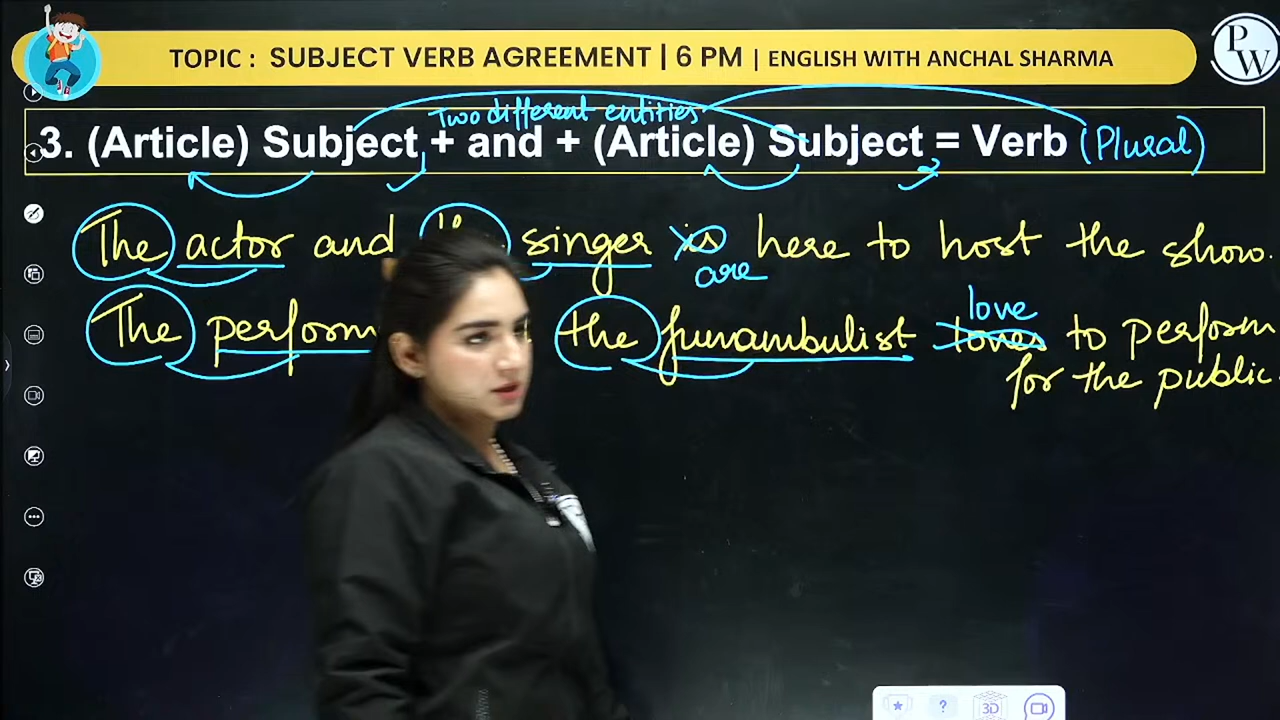 TOPIC : SUBJECT VERB AGREEMENT | 6 PM | ENGLISH WITH ANCHAL SHARMA
P
W
Two different entities
3. (Article) Subject + and + (Article) Subject = Verb (Plural)
The actor and singer is here to host the show.
are
love
The perform the funambulist loves to perform
for the public.
3D